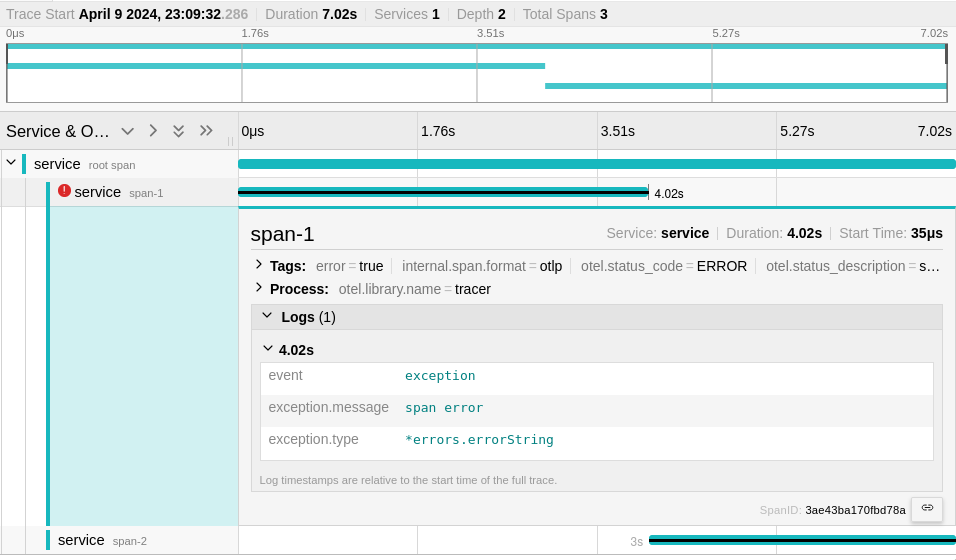 Trace Start April 9 2024, 23:09:32.286 Duration 7.02s Services 1 Depth 2 Total Spans 3
0μs 1.76s 3.51s 5.27s 7.02s
Service & O… 0μs 1.76s 3.51s 5.27s 7.02s
service root span
service span-1 4.02s
span-1 Service: service Duration: 4.02s Start Time: 35μs
Tags: error = true internal.span.format = otlp otel.status_code = ERROR otel.status_description = s…
Process: otel.library.name = tracer
Logs (1)
4.02s
event exception
exception.message span error
exception.type *errors.errorString
Log timestamps are relative to the start time of the full trace.
SpanID: 3ae43ba170fbd78a
service span-2 3s